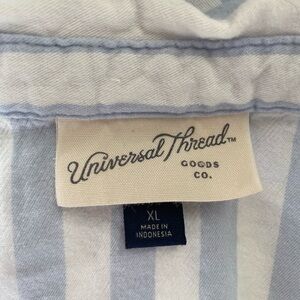 Universal Thread™
GOODS
CO.
XL
MADE IN
INDONESIA